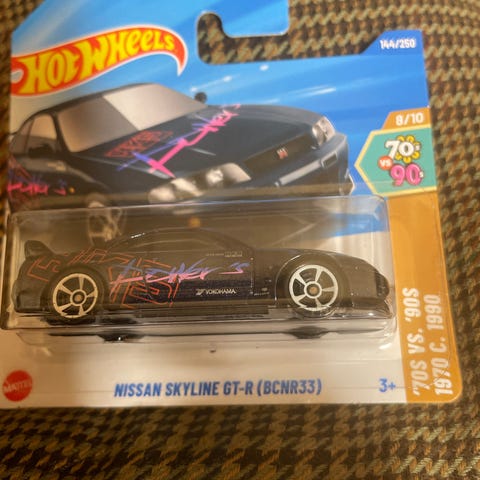 HOT WHEELS
144/250
8/10
'70s
vs
90s
YOKOHAMA
'70S VS. '90S
1970 C. 1990
MATTEL
NISSAN SKYLINE GT-R (BCNR33)
3+